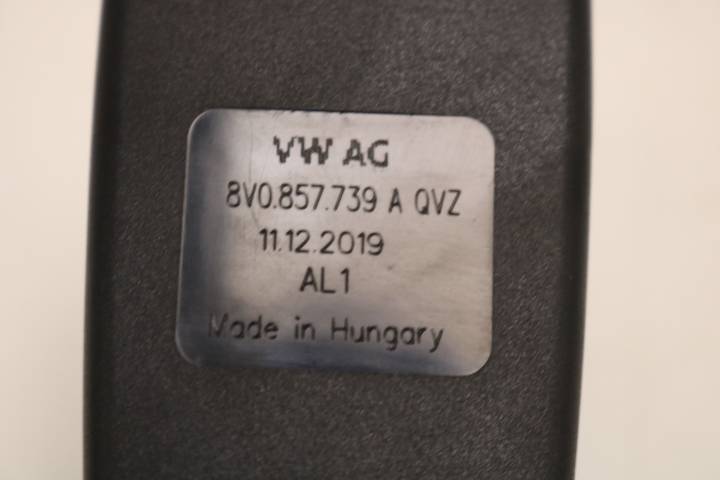 VW AG
8V0.857.739 A QVZ
11.12.2019
AL1
Made in Hungary